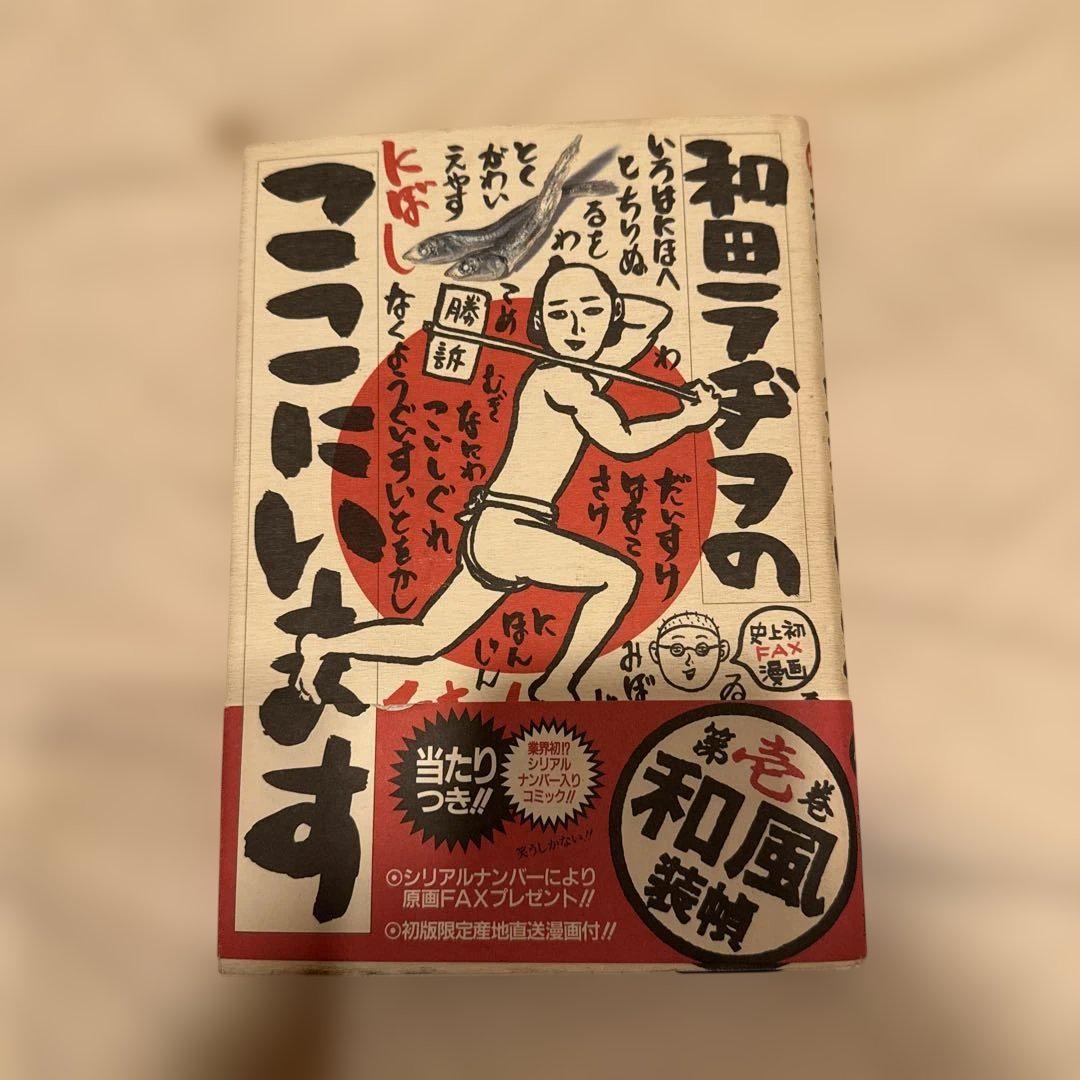 和田ラヂヲの
ここにいます
いろはにほへ
とちりぬ
るを
わ
わ
とく
がわい
えやす
にぼし
勝訴
こめ
むぎ
なにわ
こいしぐれ
なくようぐいすいとをかし
だいすけ
はなこ
さけ
にほんじん
みぼ
ゐ
史上初
FAX
漫画
当たり
つき!!
業界初!?
シリアル
ナンバー入り
コミック!!
笑うしかない!!
◎シリアルナンバーにより
原画FAXプレゼント!!
◎初版限定産地直送漫画付!!
第壱巻
和風
装幀